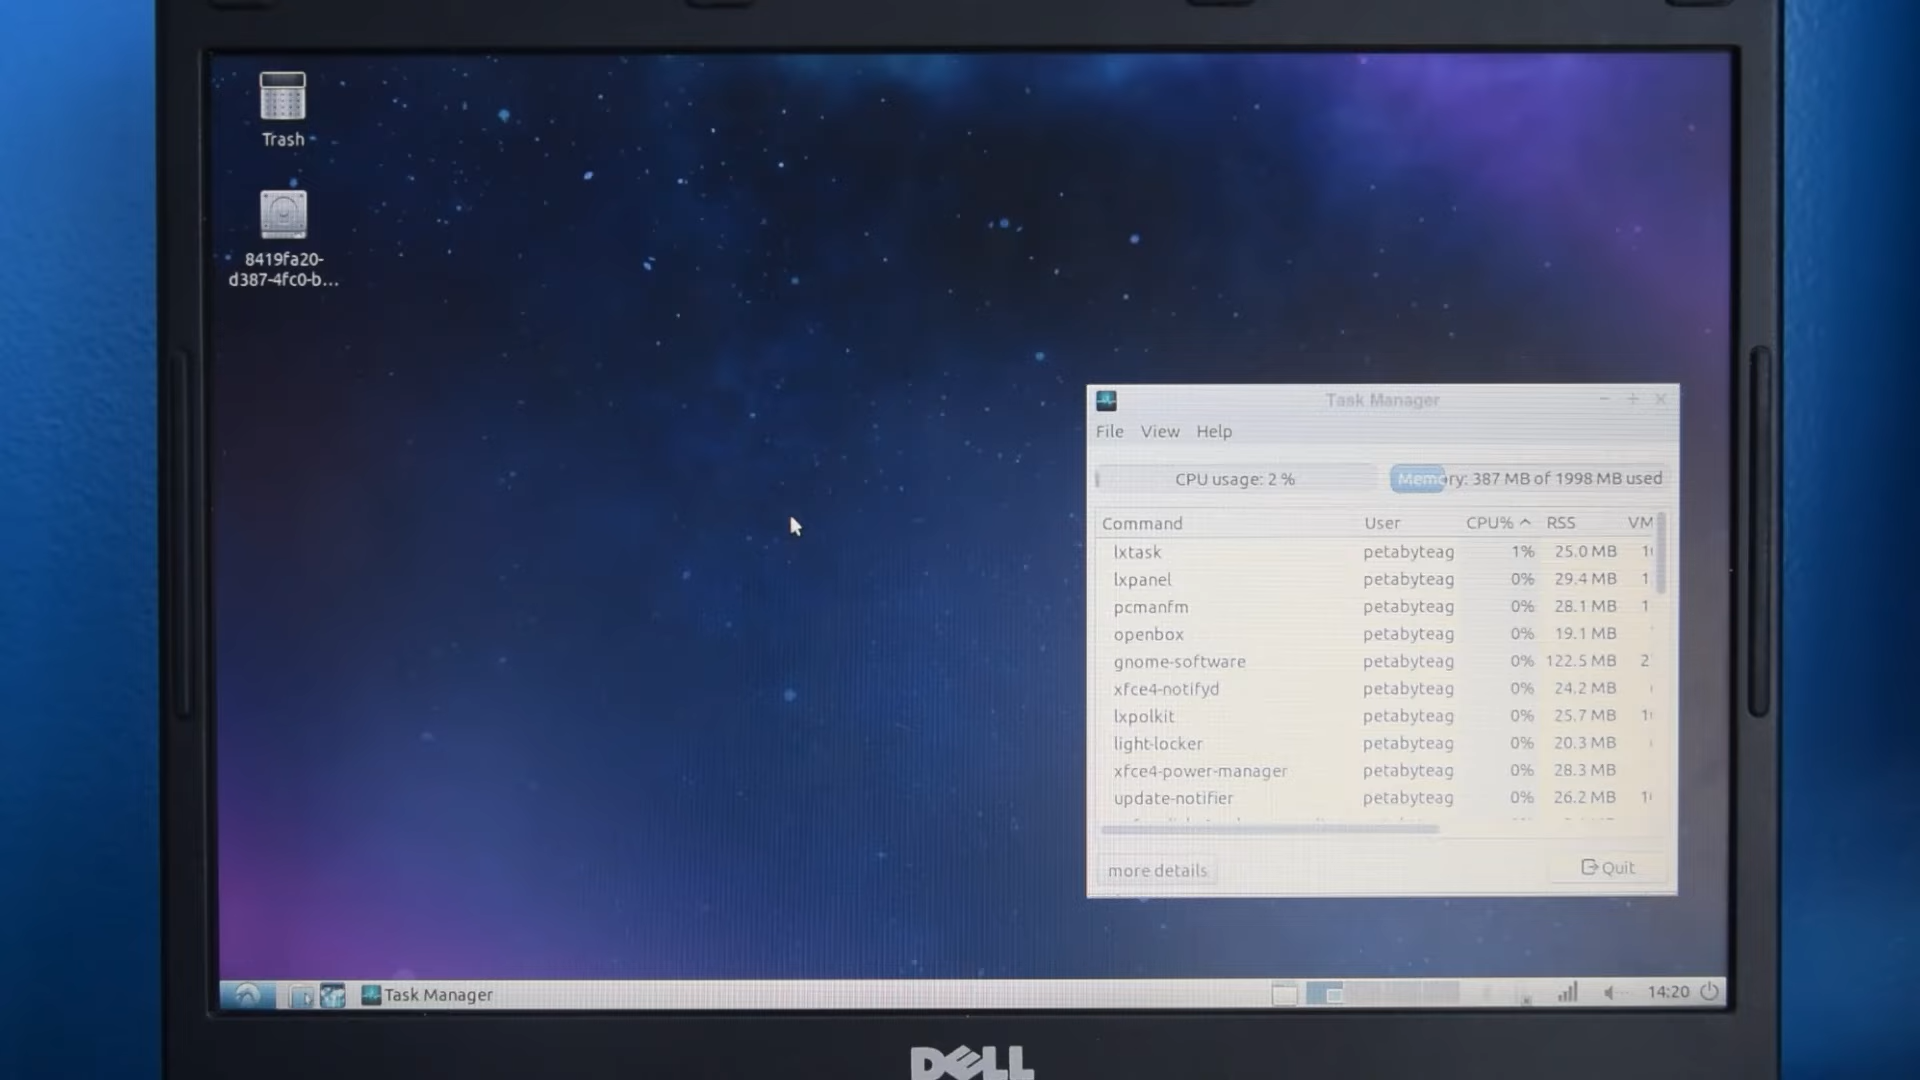 Trash
8419fa20-
d387-4fc0-b...
Task Manager
File View Help
CPU usage: 2 % Memory: 387 MB of 1998 MB used
Command User CPU% RSS VM
lxtask petabyteag 1% 25.0 MB
lxpanel petabyteag 0% 29.4 MB 1
pcmanfm petabyteag 0% 28.1 MB 1
openbox petabyteag 0% 19.1 MB
gnome-software petabyteag 0% 122.5 MB 2
xfce4-notifyd petabyteag 0% 24.2 MB
lxpolkit petabyteag 0% 25.7 MB
light-locker petabyteag 0% 20.3 MB
xfce4-power-manager petabyteag 0% 28.3 MB
update-notifier petabyteag 0% 26.2 MB
more details Quit
Task Manager 14:20
DELL